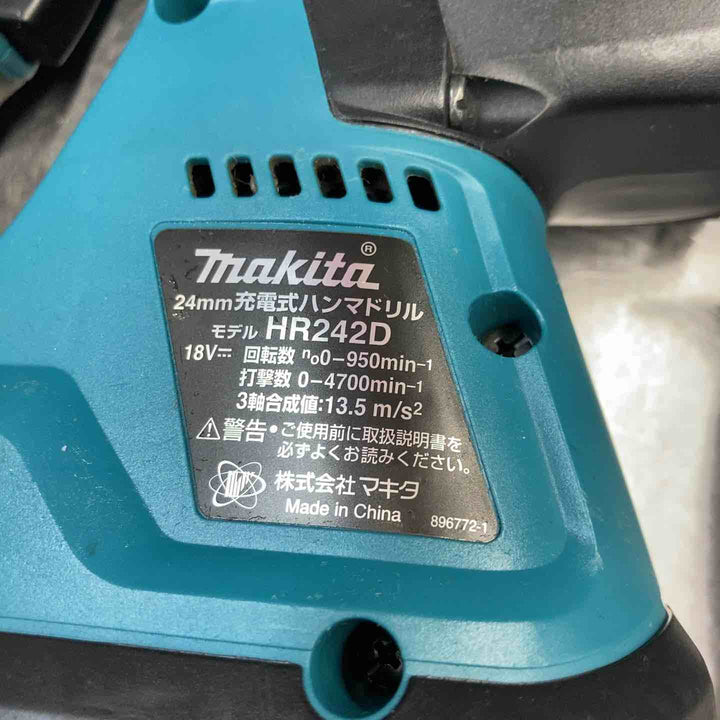 makita®
24mm充電式ハンマドリル
モデル HR242D
18V⎓ 回転数 n₀0-950min-1
打撃数 0-4700min-1
3軸合成値:13.5 m/s2
⚠警告・ご使用前に取扱説明書を
必ずよくお読みください。
株式会社 マキタ
Made in China 896772-1